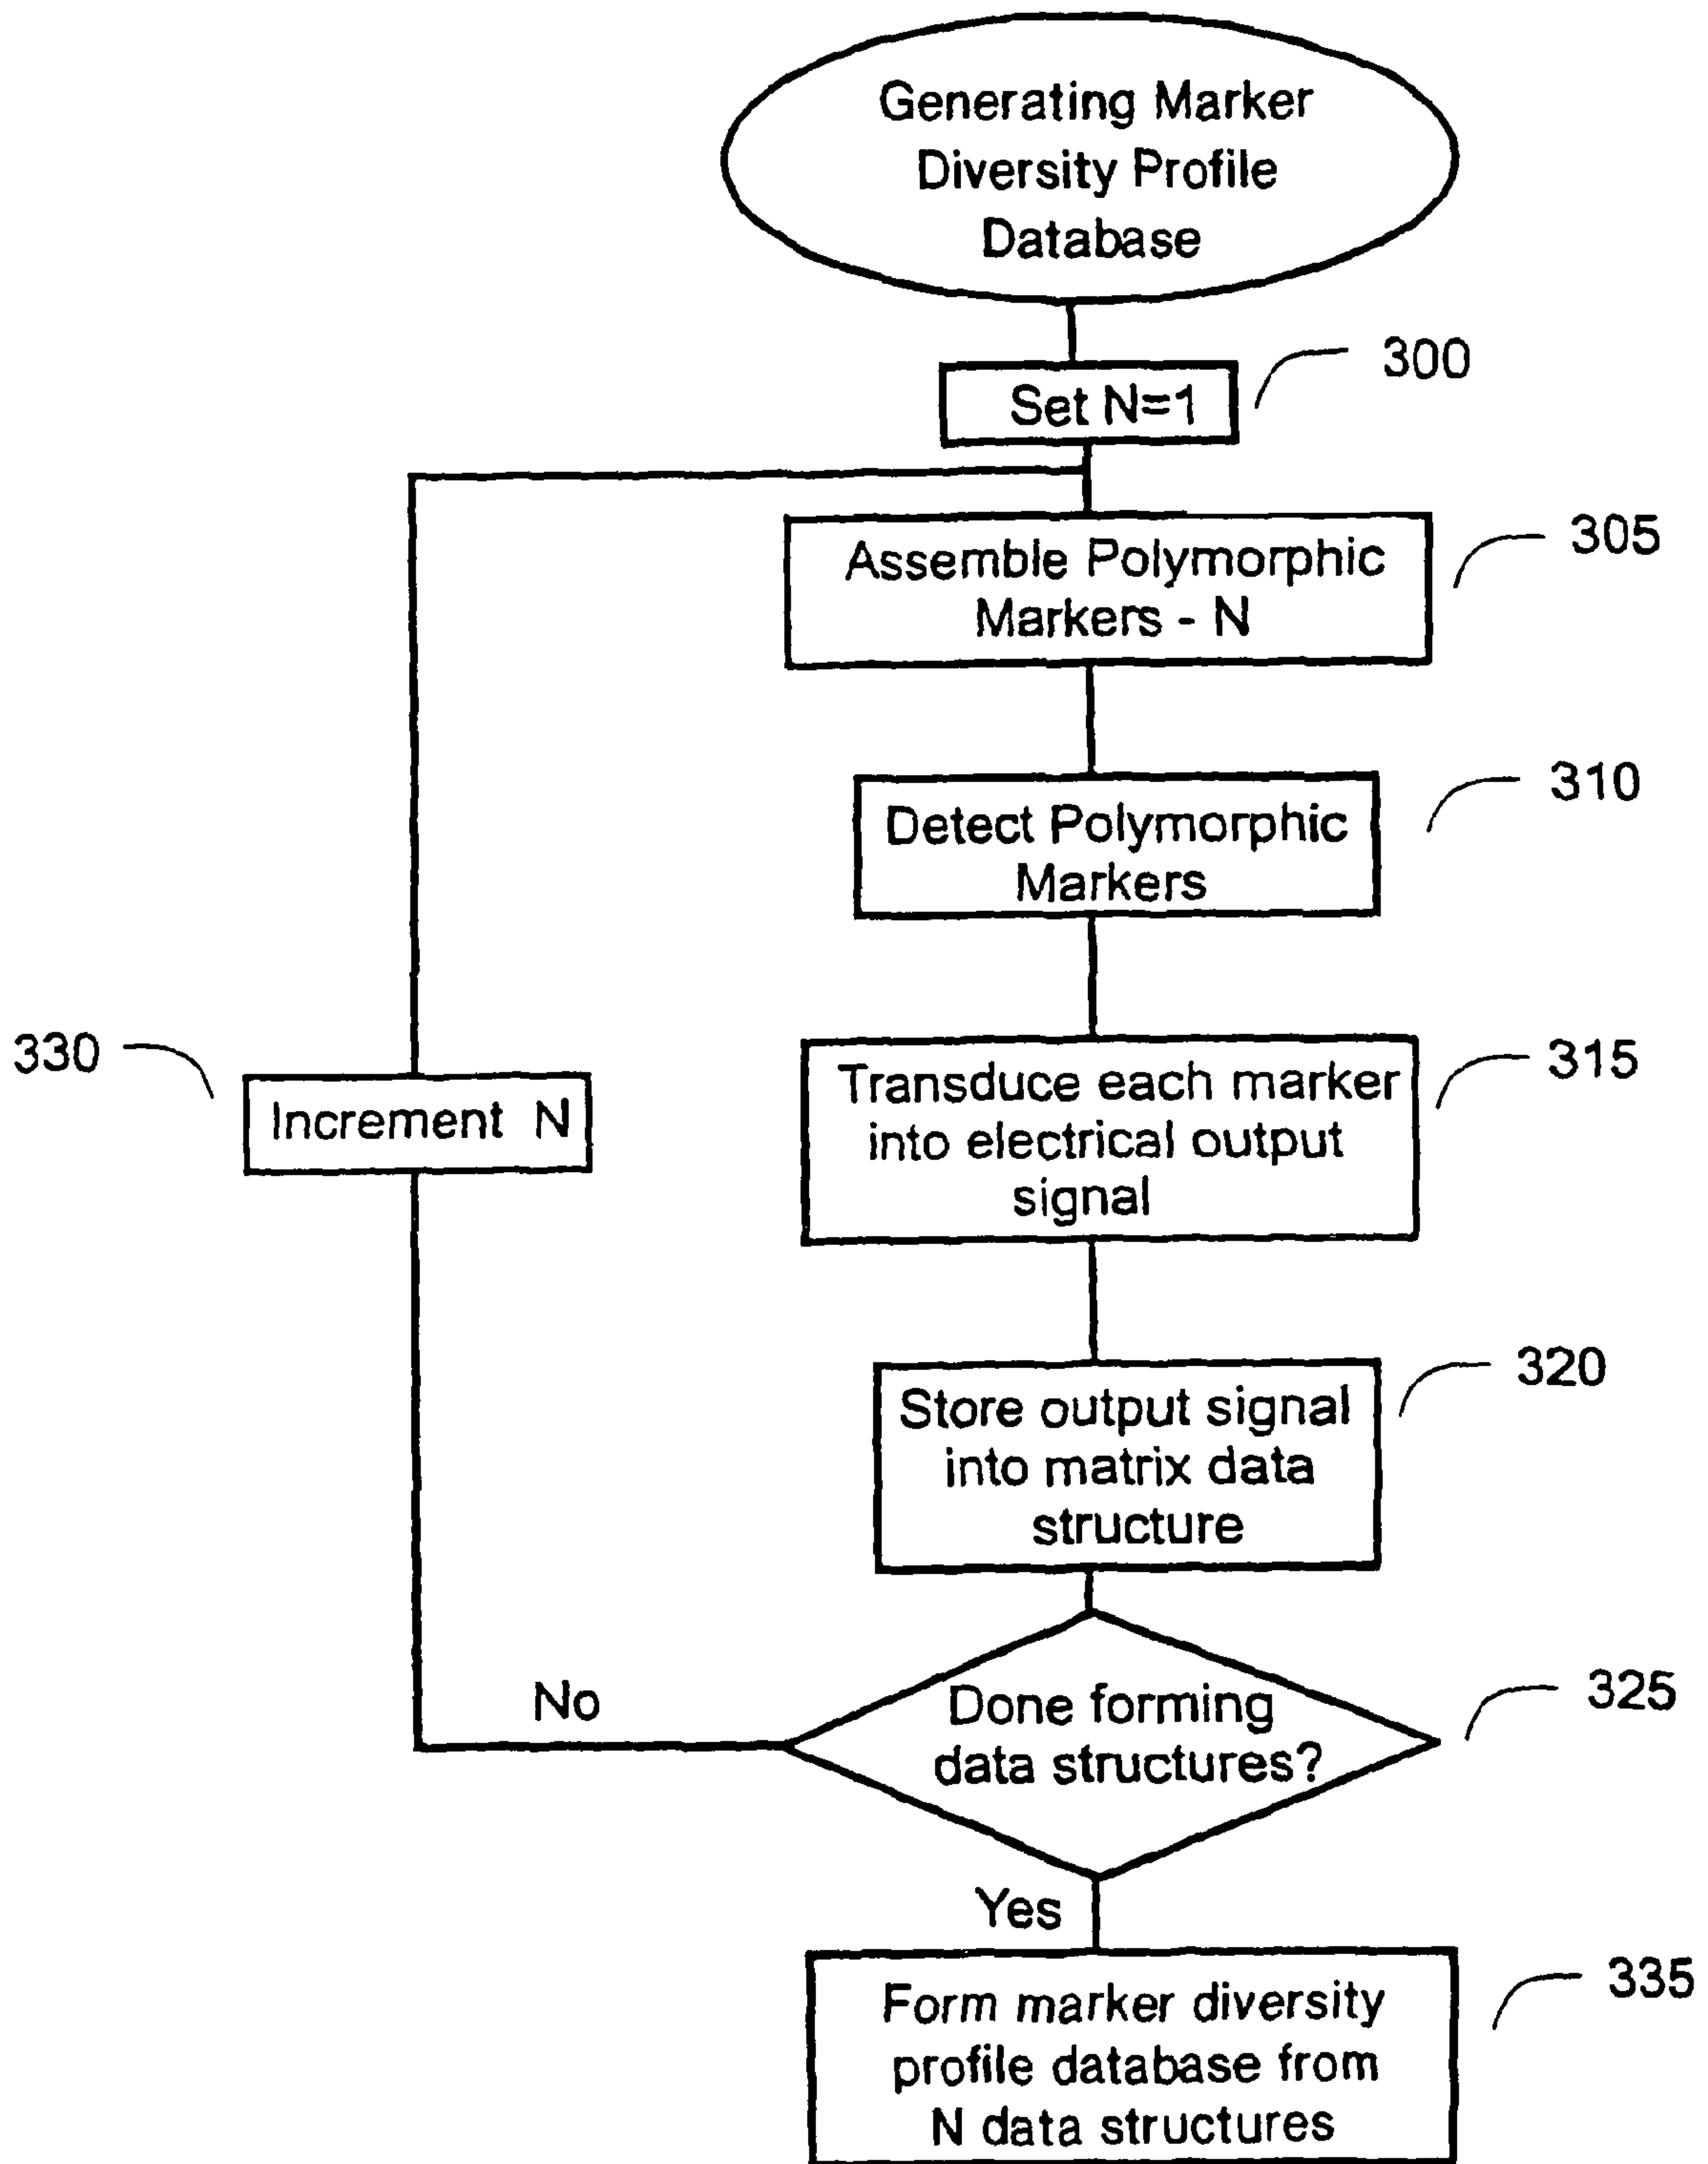 Generating Marker
Diversity Profile
Database
300
Set N=1
305
Assemble Polymorphic
Markers - N
310
Detect Polymorphic
Markers
315
Transduce each marker
into electrical output
signal
330
Increment N
320
Store output signal
into matrix data
structure
325
Done forming
data structures?
No
Yes
335
Form marker diversity
profile database from
N data structures